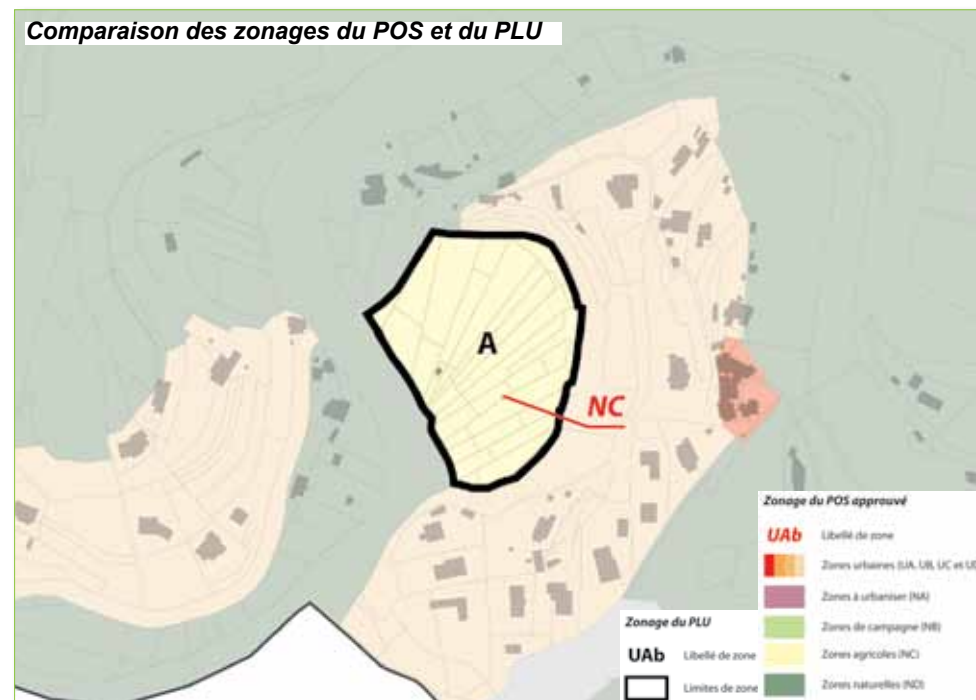 Comparaison des zonages du POS et du PLU
A
NC
Zonage du POS approuvé
UAb Libellé de zone
Zones urbaines (UA, UB, UC et UD
Zones à urbaniser (NA)
Zones de campagne (NB)
Zones agricoles (NC)
Zones naturelles (ND)
Zonage du PLU
UAb Libellé de zone
Limites de zone